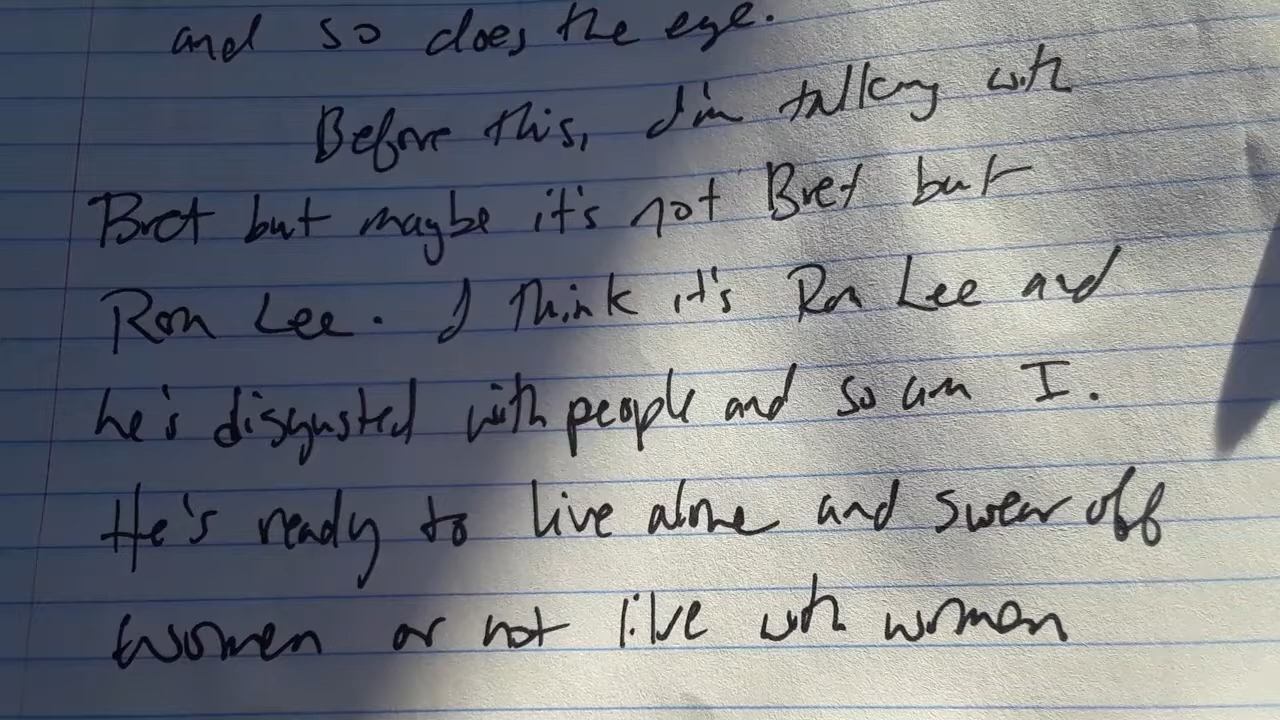 and so does the eye.
Before this, I'm talking with
Bret but maybe it's not Bret but
Ron Lee. I think it's Ron Lee and
he's disgusted with people and so am I.
He's ready to live alone and swear off
women or not live with woman